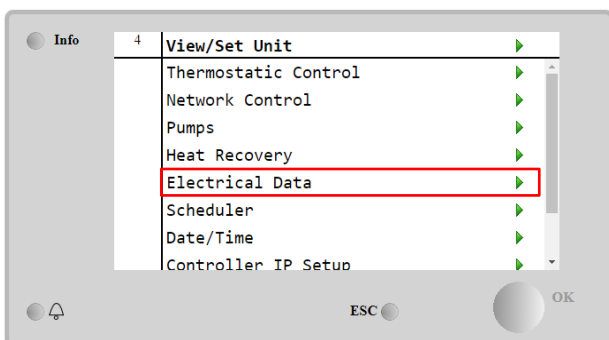 Info
4 View/Set Unit
Thermostatic Control
Network Control
Pumps
Heat Recovery
Electrical Data
Scheduler
Date/Time
Controller IP Setup
ESC
OK